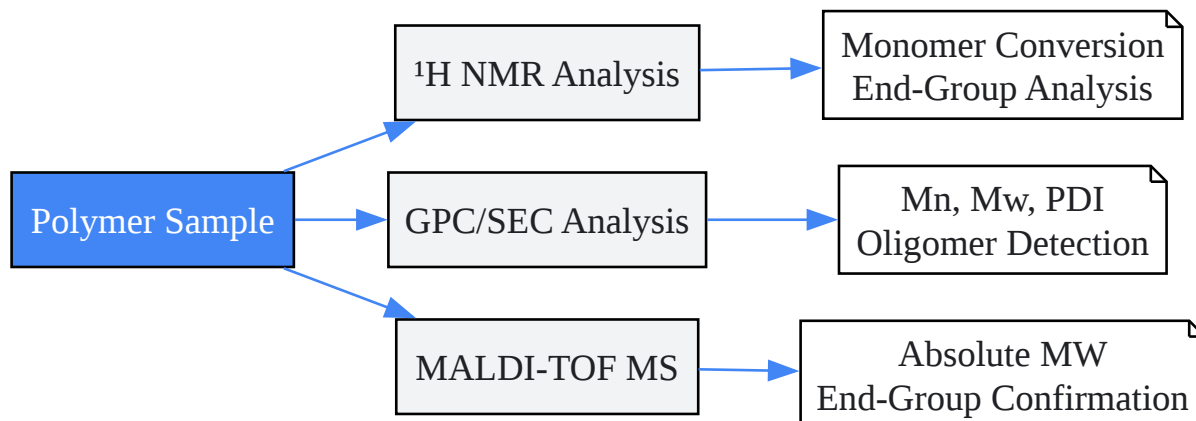 Polymer Sample
¹H NMR Analysis
Monomer Conversion
End-Group Analysis
GPC/SEC Analysis
Mn, Mw, PDI
Oligomer Detection
MALDI-TOF MS
Absolute MW
End-Group Confirmation